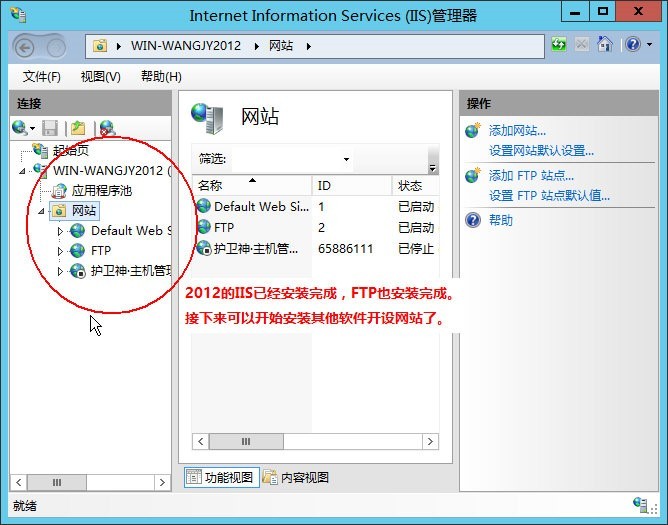 Internet Information Services (IIS)管理器
WIN-WANGJY2012 网站
文件(F) 视图(V) 帮助(H)
连接
起始页
WIN-WANGJY2012 (
应用程序池
网站
Default Web S
FTP
护卫神·主机管理
网站
筛选:
名称 ID 状态
Default Web Si... 1 已启动
FTP 2 已启动
护卫神·主机管... 65886111 已停止
2012的IIS已经安装完成，FTP也安装完成。
接下来可以开始安装其他软件开设网站了。
功能视图 内容视图
操作
添加网站...
设置网站默认设置...
添加 FTP 站点...
设置 FTP 站点默认值...
帮助
就绪